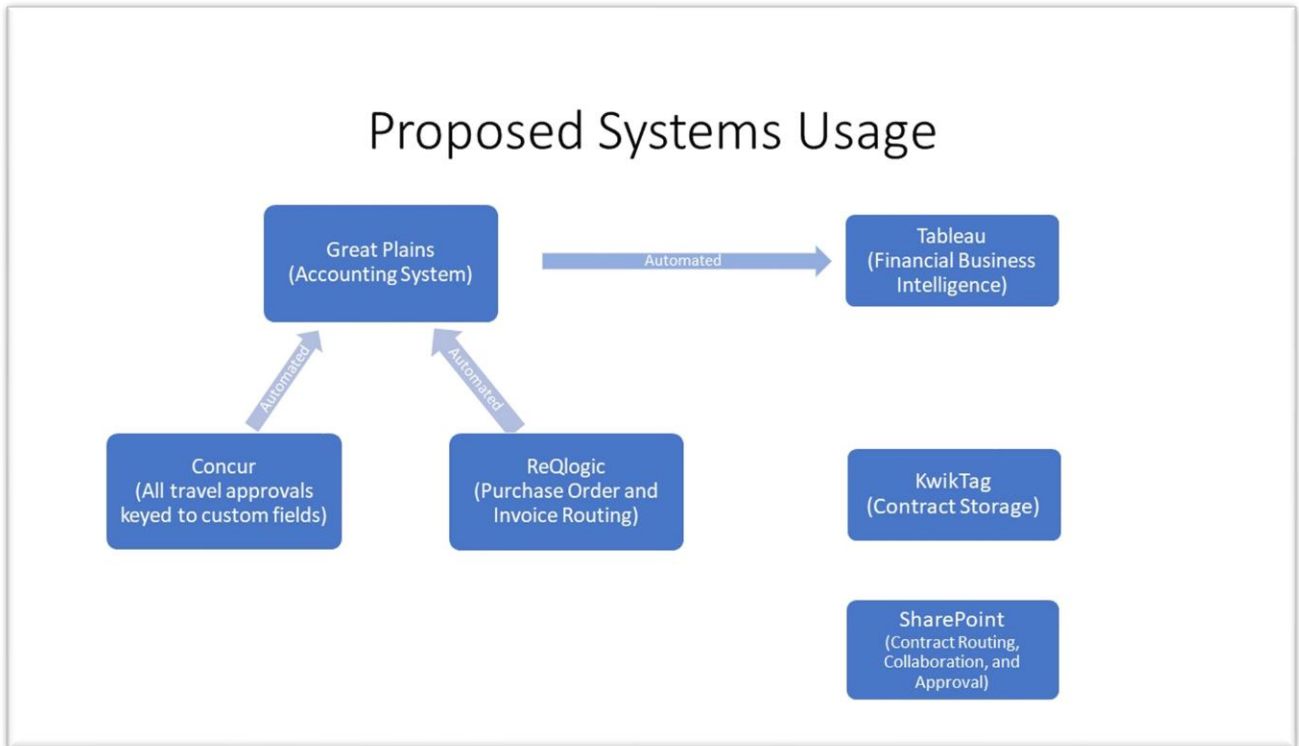 Proposed Systems Usage
Great Plains
(Accounting System)
Automated
Tableau
(Financial Business
Intelligence)
Automated
Automated
Concur
(All travel approvals
keyed to custom fields)
ReQlogic
(Purchase Order and
Invoice Routing)
KwikTag
(Contract Storage)
SharePoint
(Contract Routing,
Collaboration, and
Approval)